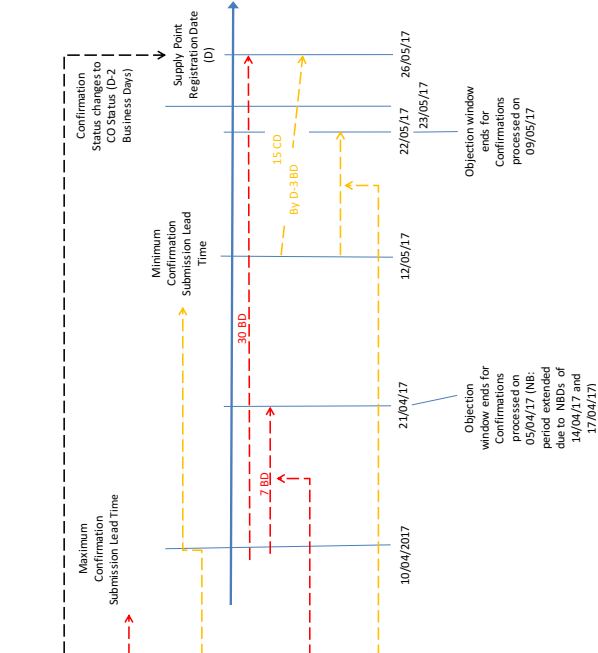 Maximum
Confirmation
Submission Lead Time
Minimum
Confirmation
Submission Lead
Time
Confirmation
Status changes to
CO Status (D-2
Business Days)
Supply Point
Registration Date
(D)
30 BD
7 BD
15 CD
By D-3 BD
10/04/2017
21/04/17
12/05/17
22/05/17
23/05/17
26/05/17
Objection
window ends for
Confirmations
processed on
05/04/17 (NB:
period extended
due to NBDs of
14/04/17 and
17/04/17)
Objection window
ends for
Confirmations
processed on
09/05/17